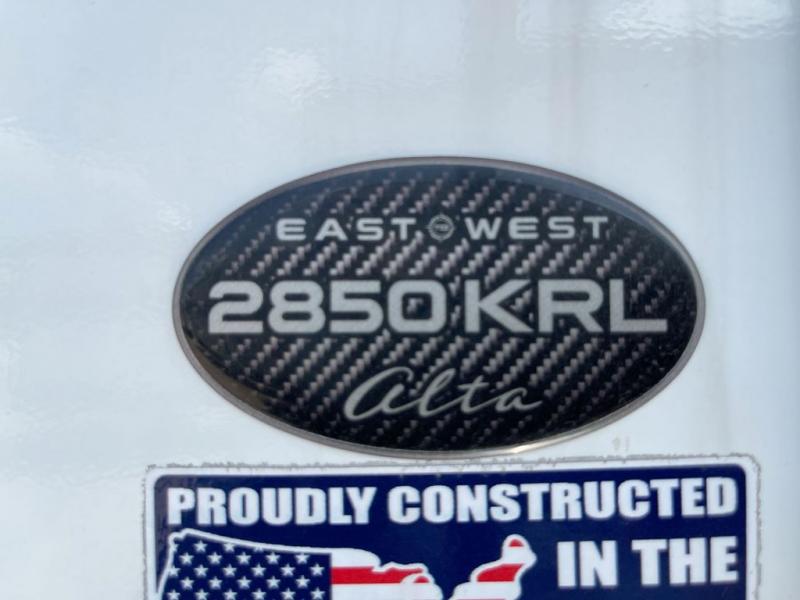 EAST WEST
2850KRL
alta
PROUDLY CONSTRUCTED
IN THE